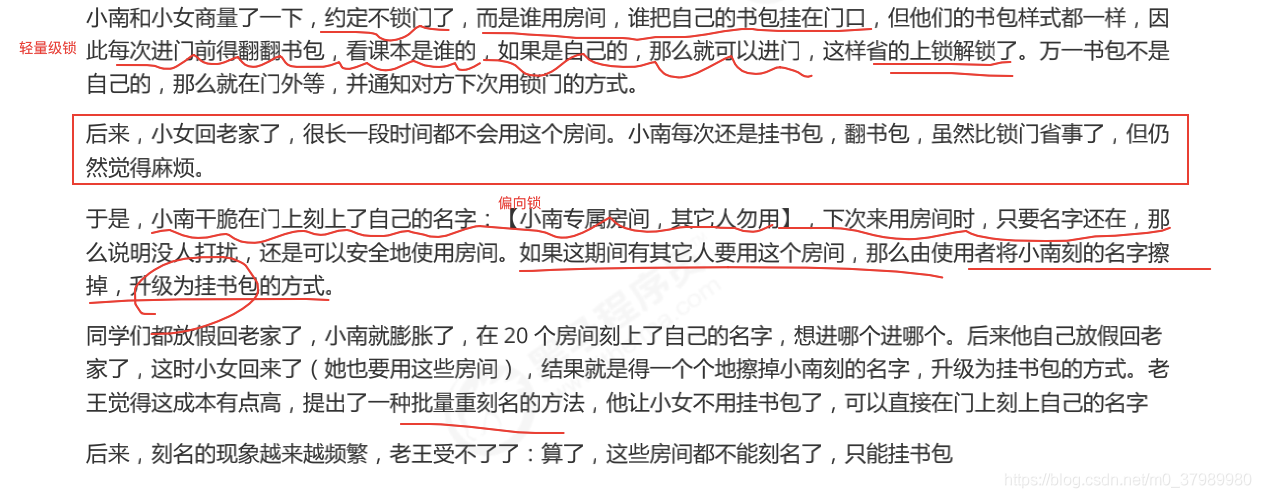 小南和小女商量了一下，约定不锁门了，而是谁用房间，谁把自己的书包挂在门口，但他们的书包样式都一样，因
轻量级锁
此每次进门前得翻翻书包，看课本是谁的，如果是自己的，那么就可以进门，这样省的上锁解锁了。万一书包不是
自己的，那么就在门外等，并通知对方下次用锁门的方式。
后来，小女回老家了，很长一段时间都不会用这个房间。小南每次还是挂书包，翻书包，虽然比锁门省事了，但仍
然觉得麻烦。
偏向锁
于是，小南干脆在门上刻上了自己的名字：【小南专属房间，其它人勿用】，下次来用房间时，只要名字还在，那
么说明没人打扰，还是可以安全地使用房间。如果这期间有其它人要用这个房间，那么由使用者将小南刻的名字擦
掉，升级为挂书包的方式。
同学们都放假回老家了，小南就膨胀了，在 20 个房间刻上了自己的名字，想进哪个进哪个。后来他自己放假回老
家了，这时小女回来了（她也要用这些房间），结果就是得一个个地擦掉小南刻的名字，升级为挂书包的方式。老
王觉得这成本有点高，提出了一种批量重刻名的方法，他让小女不用挂书包了，可以直接在门上刻上自己的名字
后来，刻名的现象越来越频繁，老王受不了了：算了，这些房间都不能刻名了，只能挂书包
https://blog.csdn.net/m0_37989980